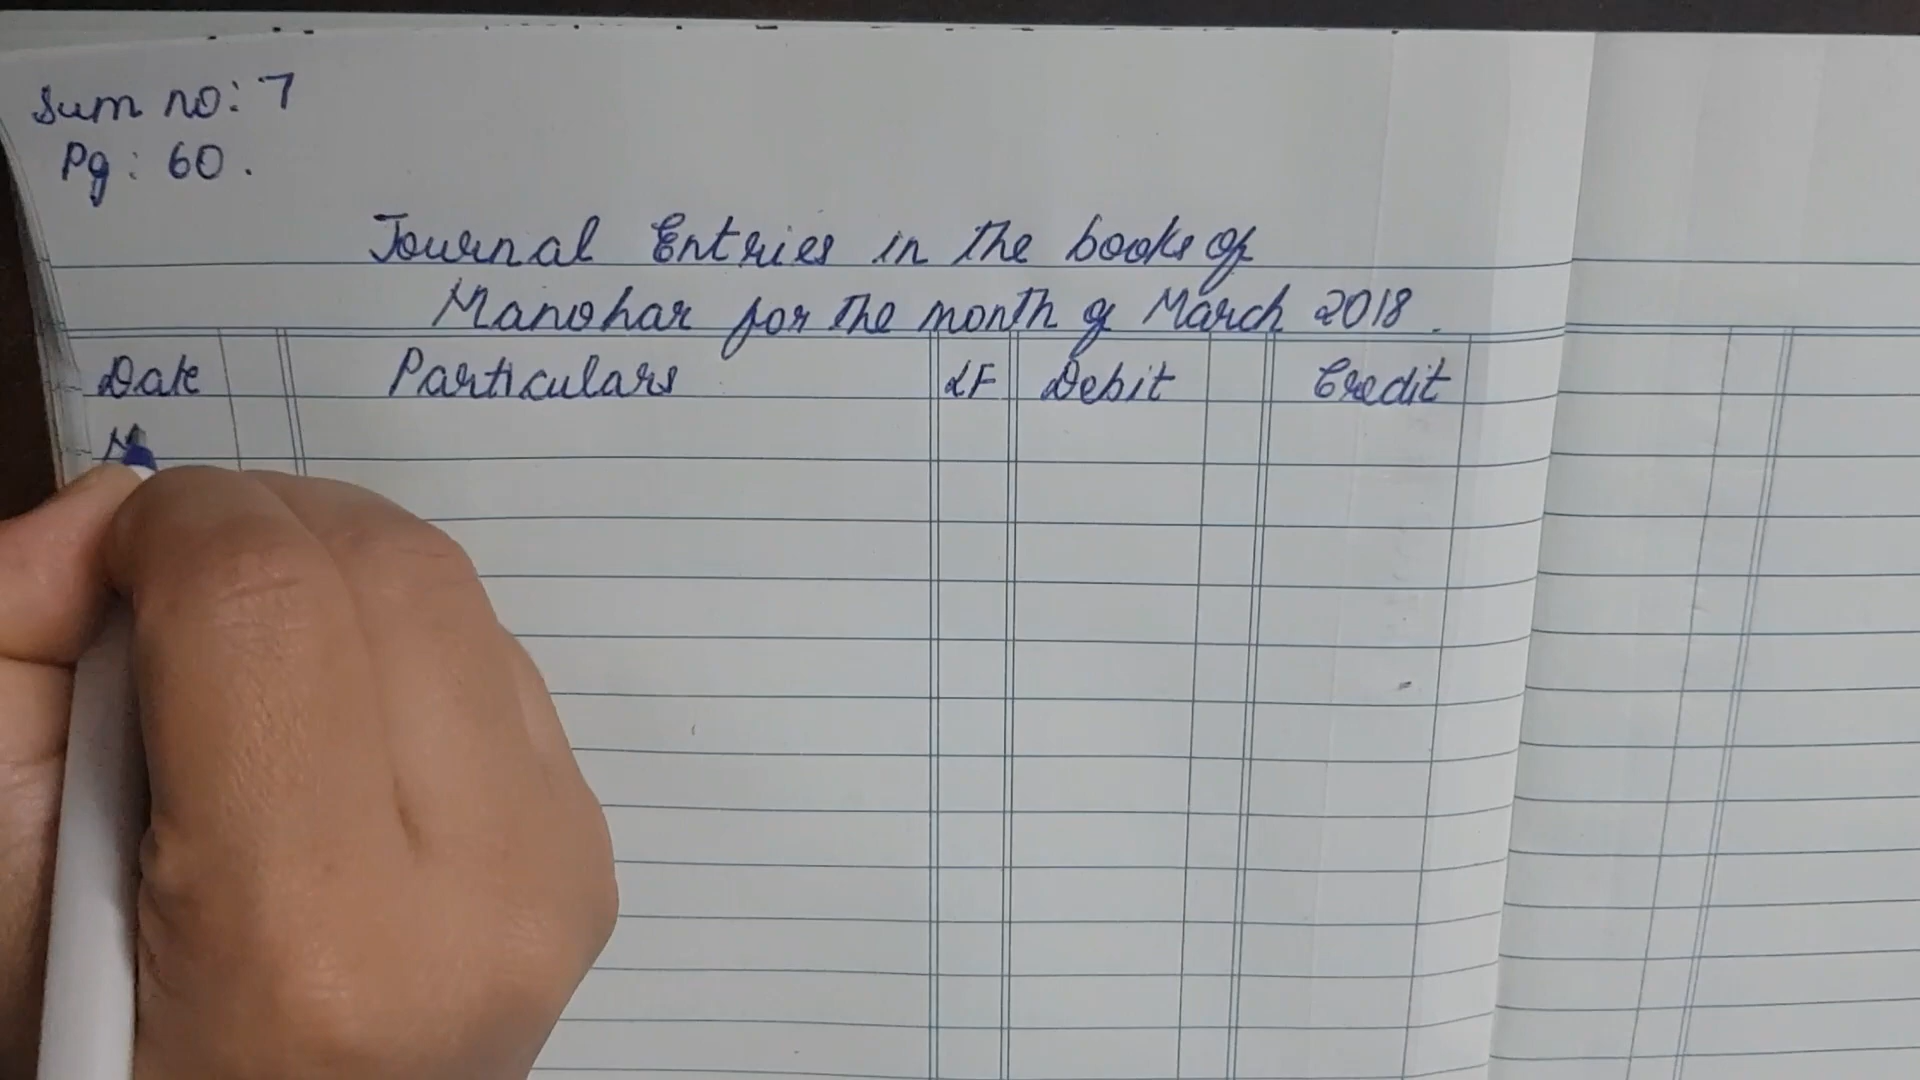 Sum no: 7
Pg: 60.
Journal Entries in the books of
Manohar for the month of March 2018.
Date Particulars LF Debit Credit
M